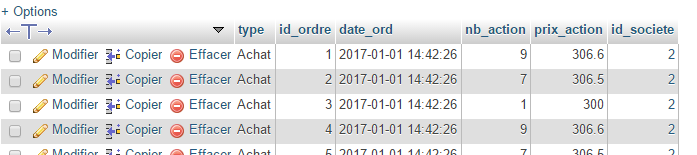 + Options
←T→ type id_ordre date_ord nb_action prix_action id_societe
Modifier Copier Effacer Achat 1 2017-01-01 14:42:26 9 306.6 2
Modifier Copier Effacer Achat 2 2017-01-01 14:42:26 7 306.5 2
Modifier Copier Effacer Achat 3 2017-01-01 14:42:26 1 300 2
Modifier Copier Effacer Achat 4 2017-01-01 14:42:26 9 306.6 2
Modifier Copier Effacer Achat 5 2017-01-01 14:42:26 7 306.5 2